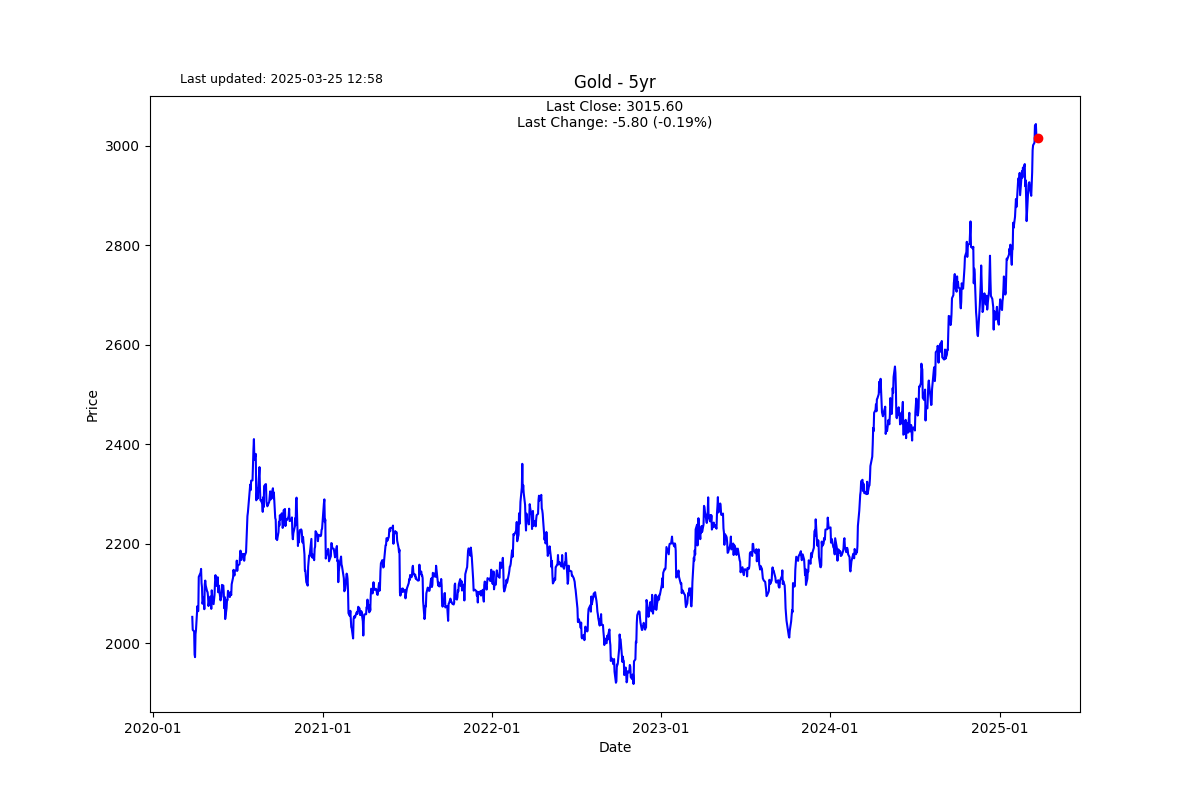 Last updated: 2025-03-25 12:58
Gold - 5yr
Last Close: 3015.60
Last Change: -5.80 (-0.19%)
3000
2800
2600
2400
2200
2000
Price
2020-01
2021-01
2022-01
2023-01
2024-01
2025-01
Date